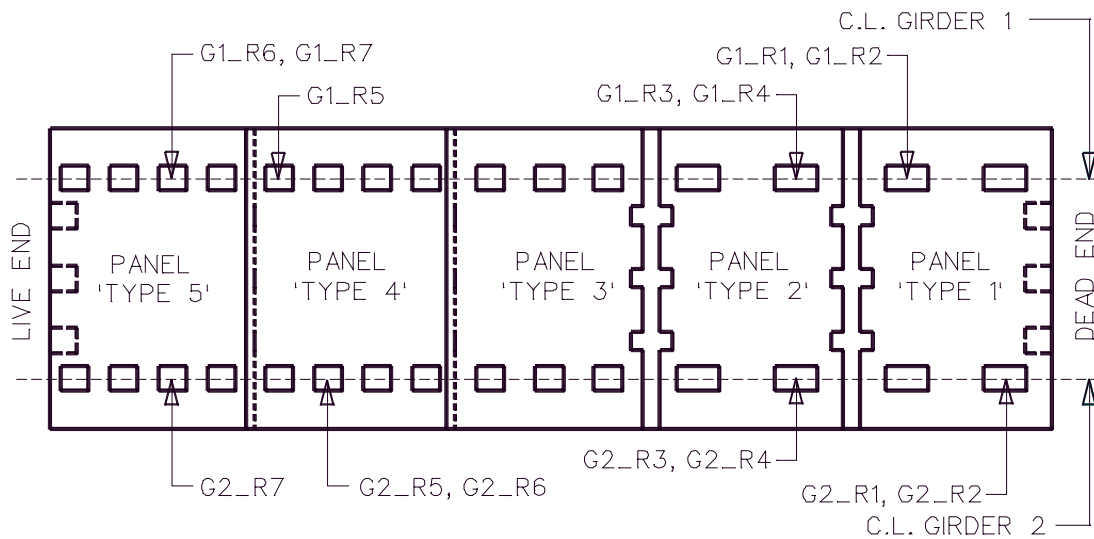 C.L. GIRDER 1
G1_R6, G1_R7
G1_R1, G1_R2
G1_R5
G1_R3, G1_R4
LIVE END
PANEL
'TYPE 5'
PANEL
'TYPE 4'
PANEL
'TYPE 3'
PANEL
'TYPE 2'
PANEL
'TYPE 1'
DEAD END
G2_R3, G2_R4
G2_R7
G2_R5, G2_R6
G2_R1, G2_R2
C.L. GIRDER 2